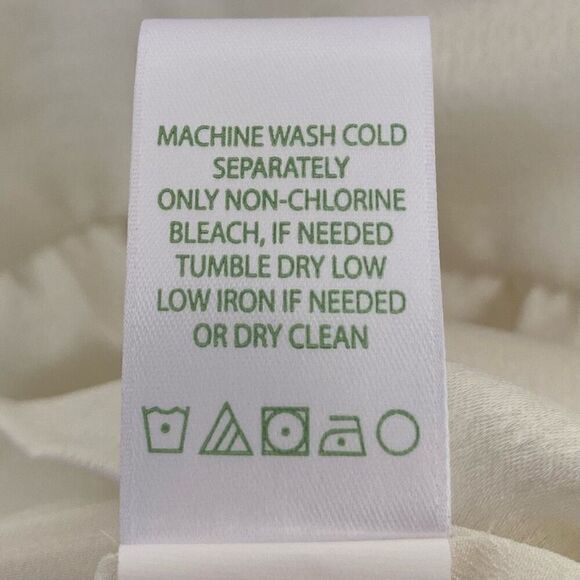 MACHINE WASH COLD
SEPARATELY
ONLY NON-CHLORINE
BLEACH, IF NEEDED
TUMBLE DRY LOW
LOW IRON IF NEEDED
OR DRY CLEAN